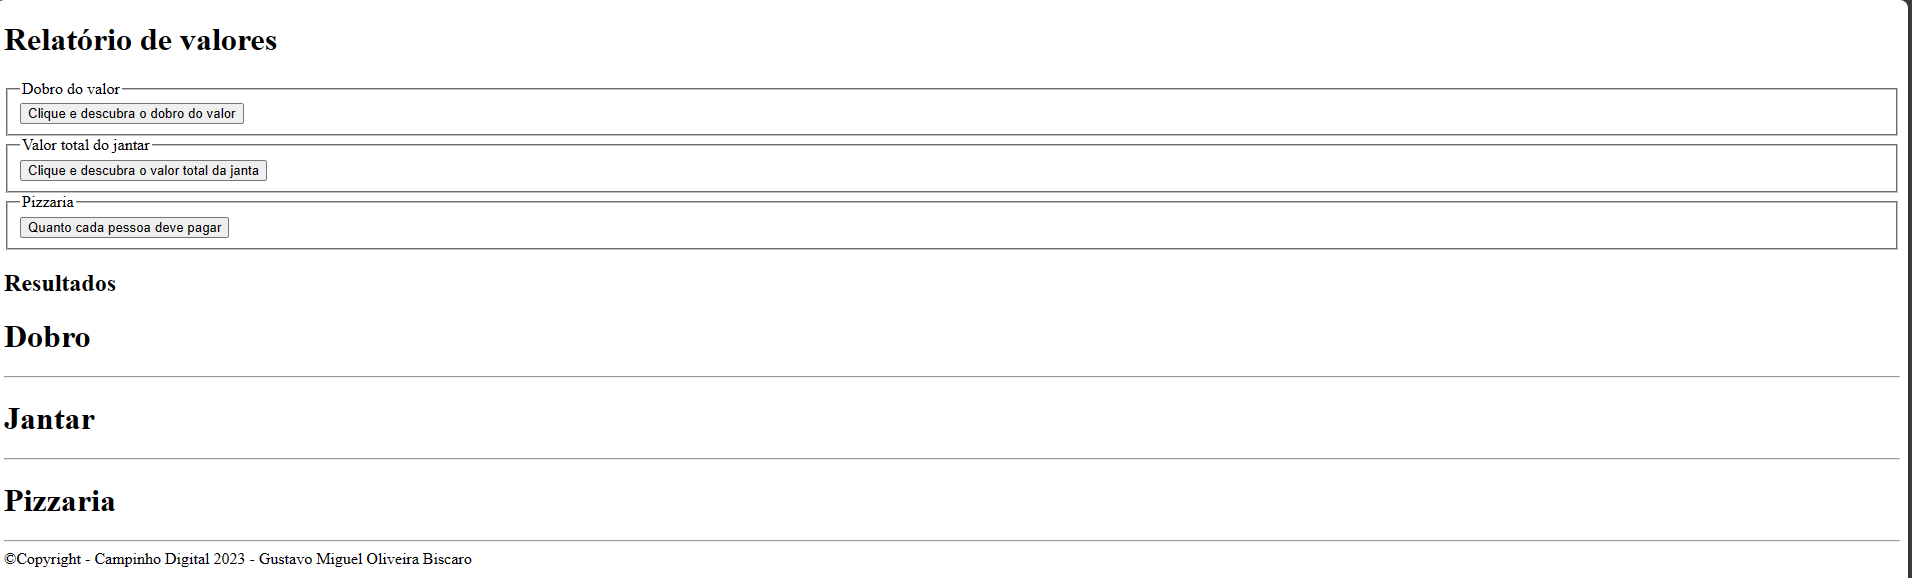 Relatório de valores
Dobro do valor
Clique e descubra o dobro do valor
Valor total do jantar
Clique e descubra o valor total da janta
Pizzaria
Quanto cada pessoa deve pagar
Resultados
Dobro
Jantar
Pizzaria
©Copyright - Campinho Digital 2023 - Gustavo Miguel Oliveira Biscaro